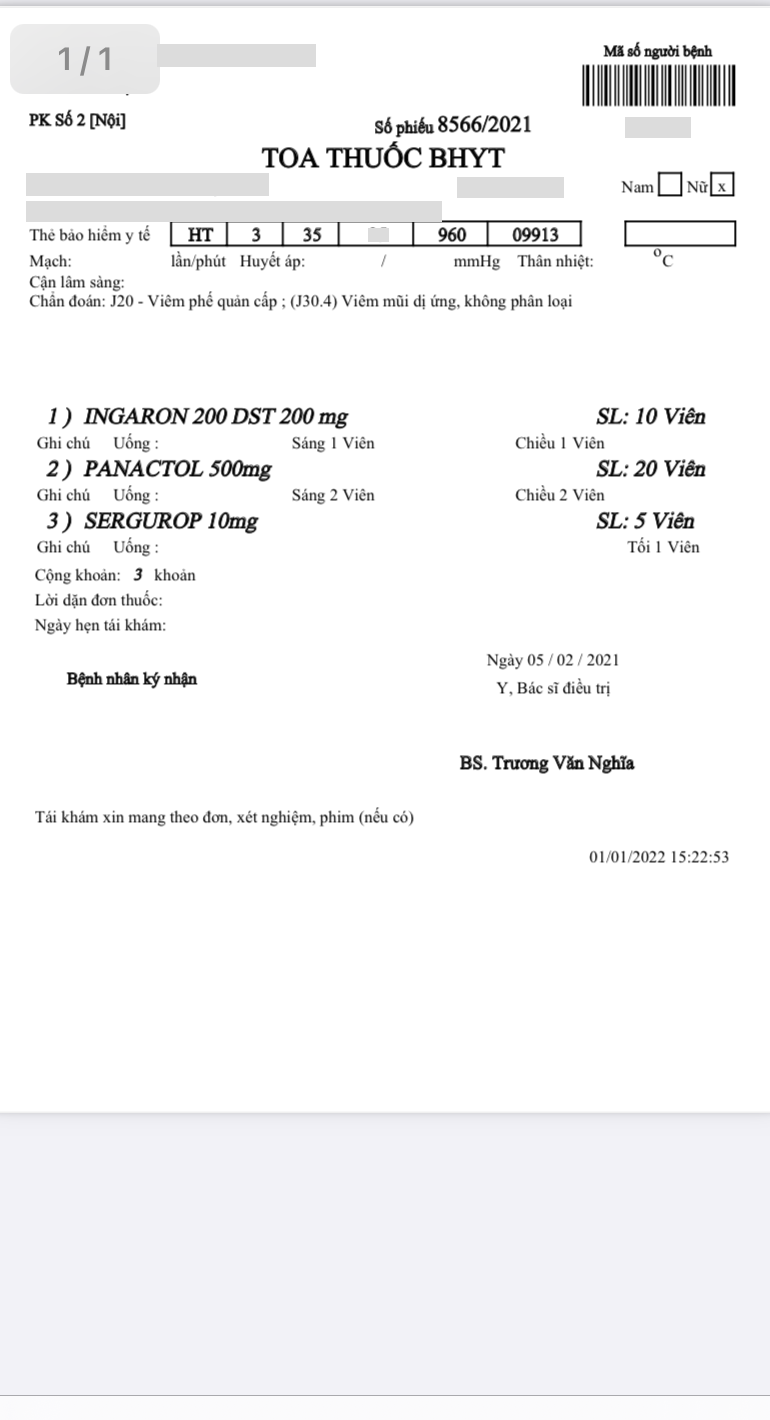 1/1
Mã số người bệnh
PK Số 2 [Nội]
Số phiếu 8566/2021
TOA THUỐC BHYT
Nam Nữ x
Thẻ bảo hiểm y tế HT 3 35 960 09913
Mạch: lần/phút Huyết áp: / mmHg Thân nhiệt: °C
Cận lâm sàng:
Chẩn đoán: J20 - Viêm phế quản cấp ; (J30.4) Viêm mũi dị ứng, không phân loại
1 ) INGARON 200 DST 200 mg SL: 10 Viên
Ghi chú Uống : Sáng 1 Viên Chiều 1 Viên
2 ) PANACTOL 500mg SL: 20 Viên
Ghi chú Uống : Sáng 2 Viên Chiều 2 Viên
3 ) SERGUROP 10mg SL: 5 Viên
Ghi chú Uống : Tối 1 Viên
Cộng khoản: 3 khoản
Lời dặn đơn thuốc:
Ngày hẹn tái khám:
Ngày 05 / 02 / 2021
Bệnh nhân ký nhận
Y, Bác sĩ điều trị
BS. Trương Văn Nghĩa
Tái khám xin mang theo đơn, xét nghiệm, phim (nếu có)
01/01/2022 15:22:53